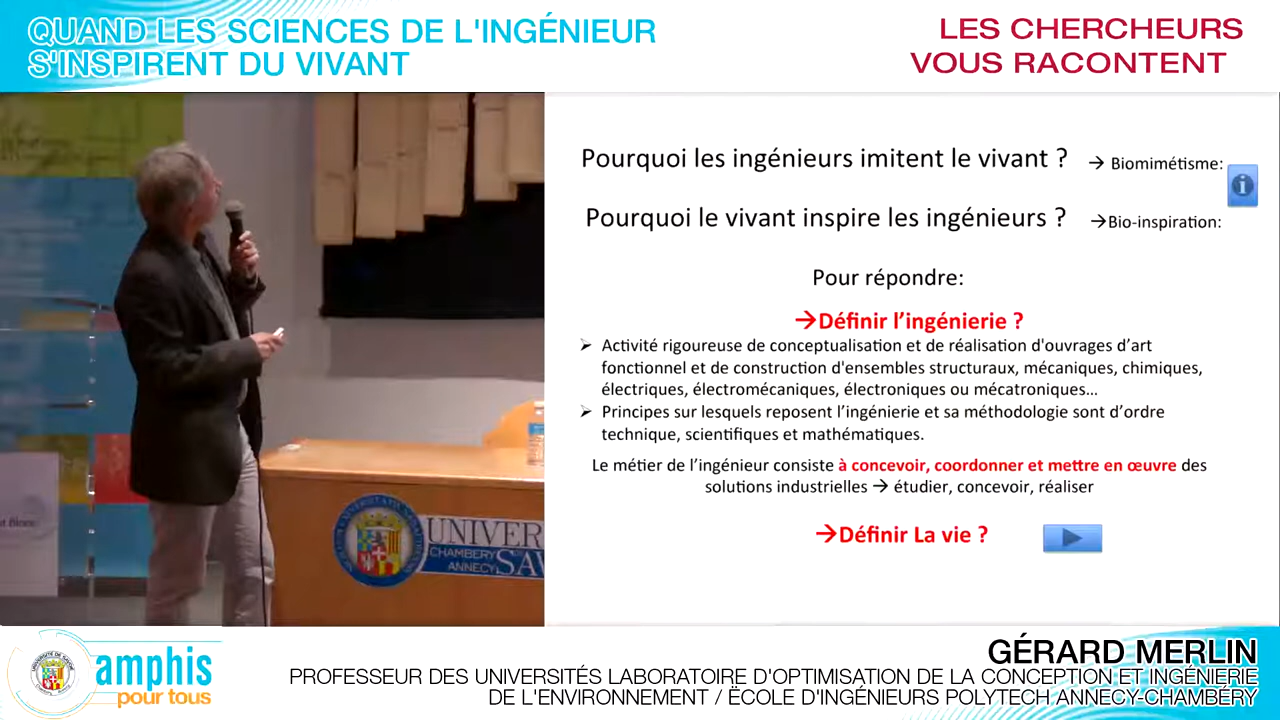 QUAND LES SCIENCES DE L'INGÉNIEUR
S'INSPIRENT DU VIVANT
LES CHERCHEURS
VOUS RACONTENT
Pourquoi les ingénieurs imitent le vivant ? → Biomimétisme:
Pourquoi le vivant inspire les ingénieurs ? →Bio-inspiration:
Pour répondre:
→Définir l’ingénierie ?
➢ Activité rigoureuse de conceptualisation et de réalisation d'ouvrages d’art
fonctionnel et de construction d'ensembles structuraux, mécaniques, chimiques,
électriques, électromécaniques, électroniques ou mécatroniques…
➢ Principes sur lesquels reposent l’ingénierie et sa méthodologie sont d’ordre
technique, scientifiques et mathématiques.
Le métier de l’ingénieur consiste à concevoir, coordonner et mettre en œuvre des
solutions industrielles → étudier, concevoir, réaliser
→Définir La vie ?
UNIVER
CHAMBÉRY SA
ANNECY
amphis
pour tous
GÉRARD MERLIN
PROFESSEUR DES UNIVERSITÉS LABORATOIRE D'OPTIMISATION DE LA CONCEPTION ET INGÉNIERIE
DE L'ENVIRONNEMENT / ËCOLE D'INGÉNIEURS POLYTECH ANNECY-CHAMBÉRY